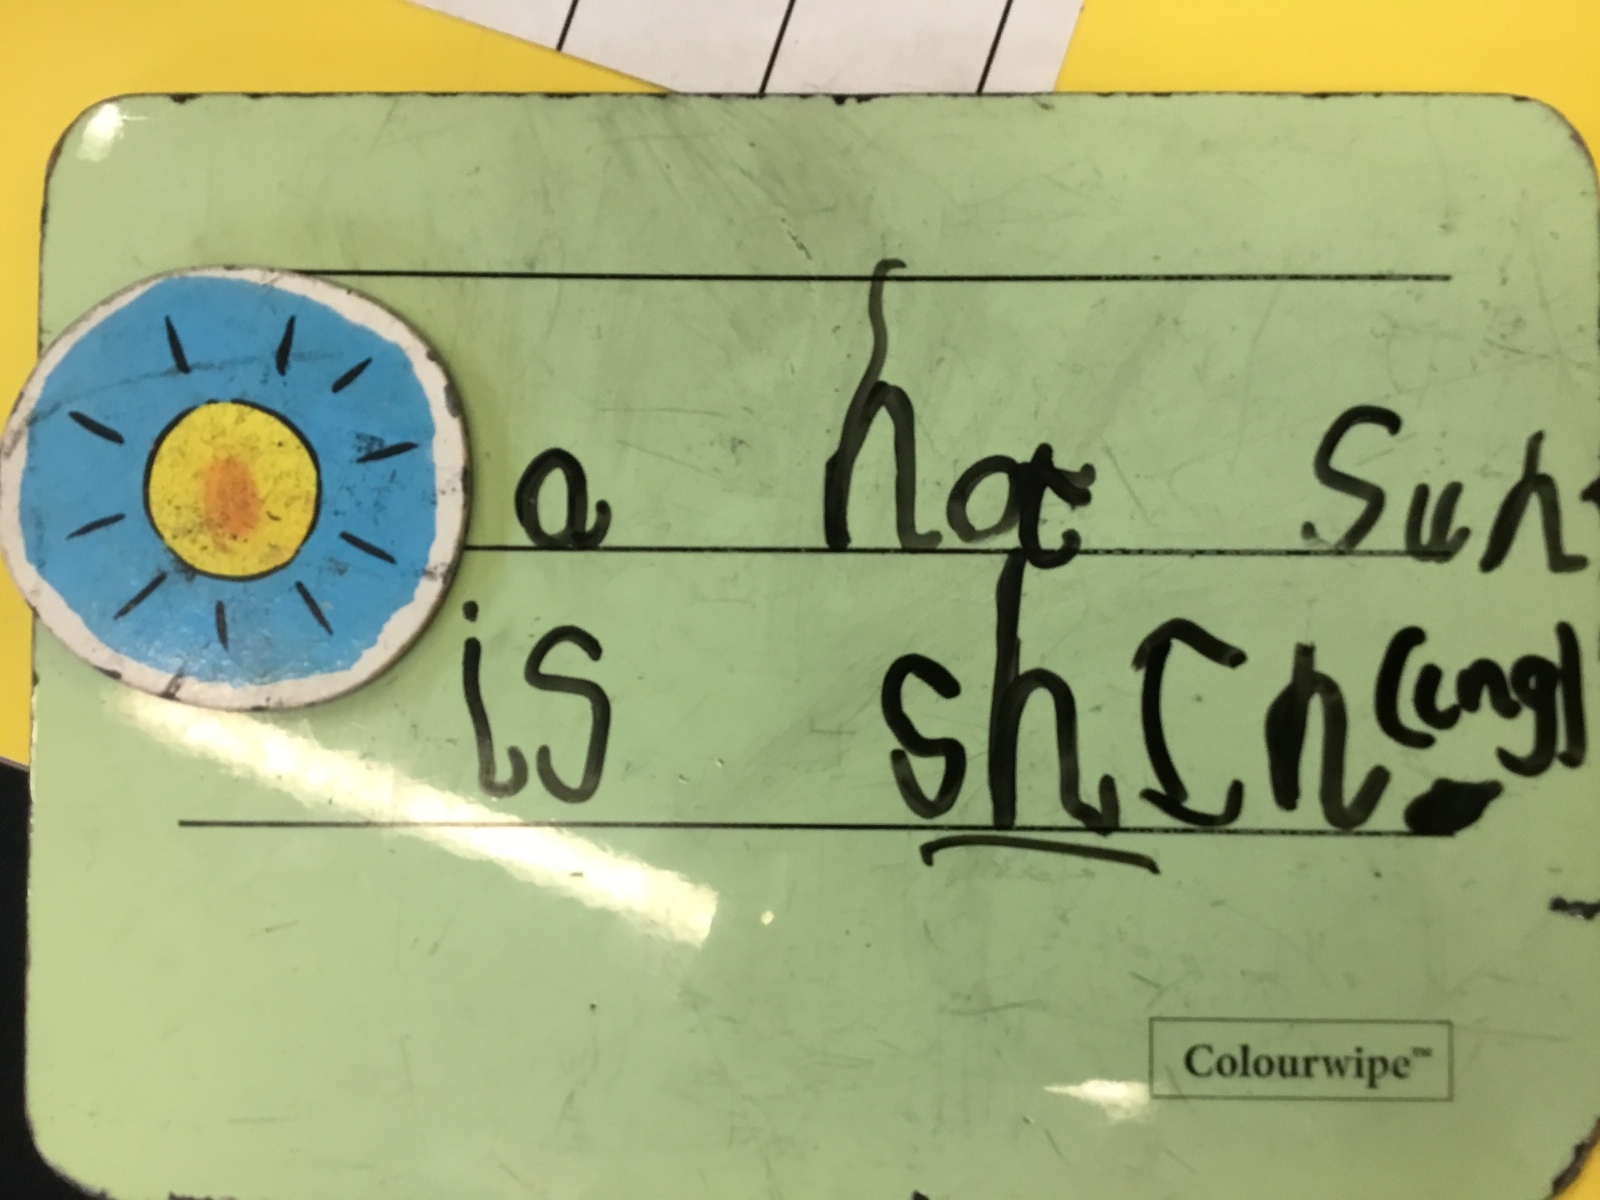 a hot sun
is shin(ing).
Colourwipe™